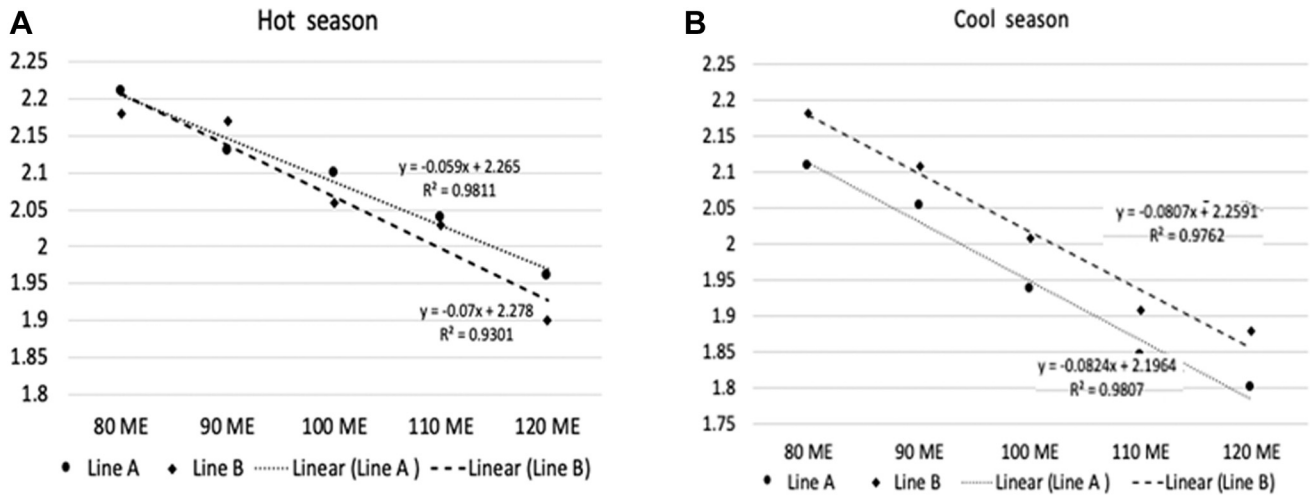 A
Hot season
2.25
2.2
2.15
2.1
2.05
2
1.95
1.9
1.85
1.8
y = -0.059x + 2.265
R² = 0.9811
y = -0.07x + 2.278
R² = 0.9301
80 ME 90 ME 100 ME 110 ME 120 ME
Line A Line B Linear (Line A ) Linear (Line B)
B
Cool season
2.25
2.2
2.15
2.1
2.05
2
1.95
1.9
1.85
1.8
1.75
y = -0.0807x + 2.2591
R² = 0.9762
y = -0.0824x + 2.1964
R² = 0.9807
80 ME 90 ME 100 ME 110 ME 120 ME
Line A Line B Linear (Line A ) Linear (Line B)